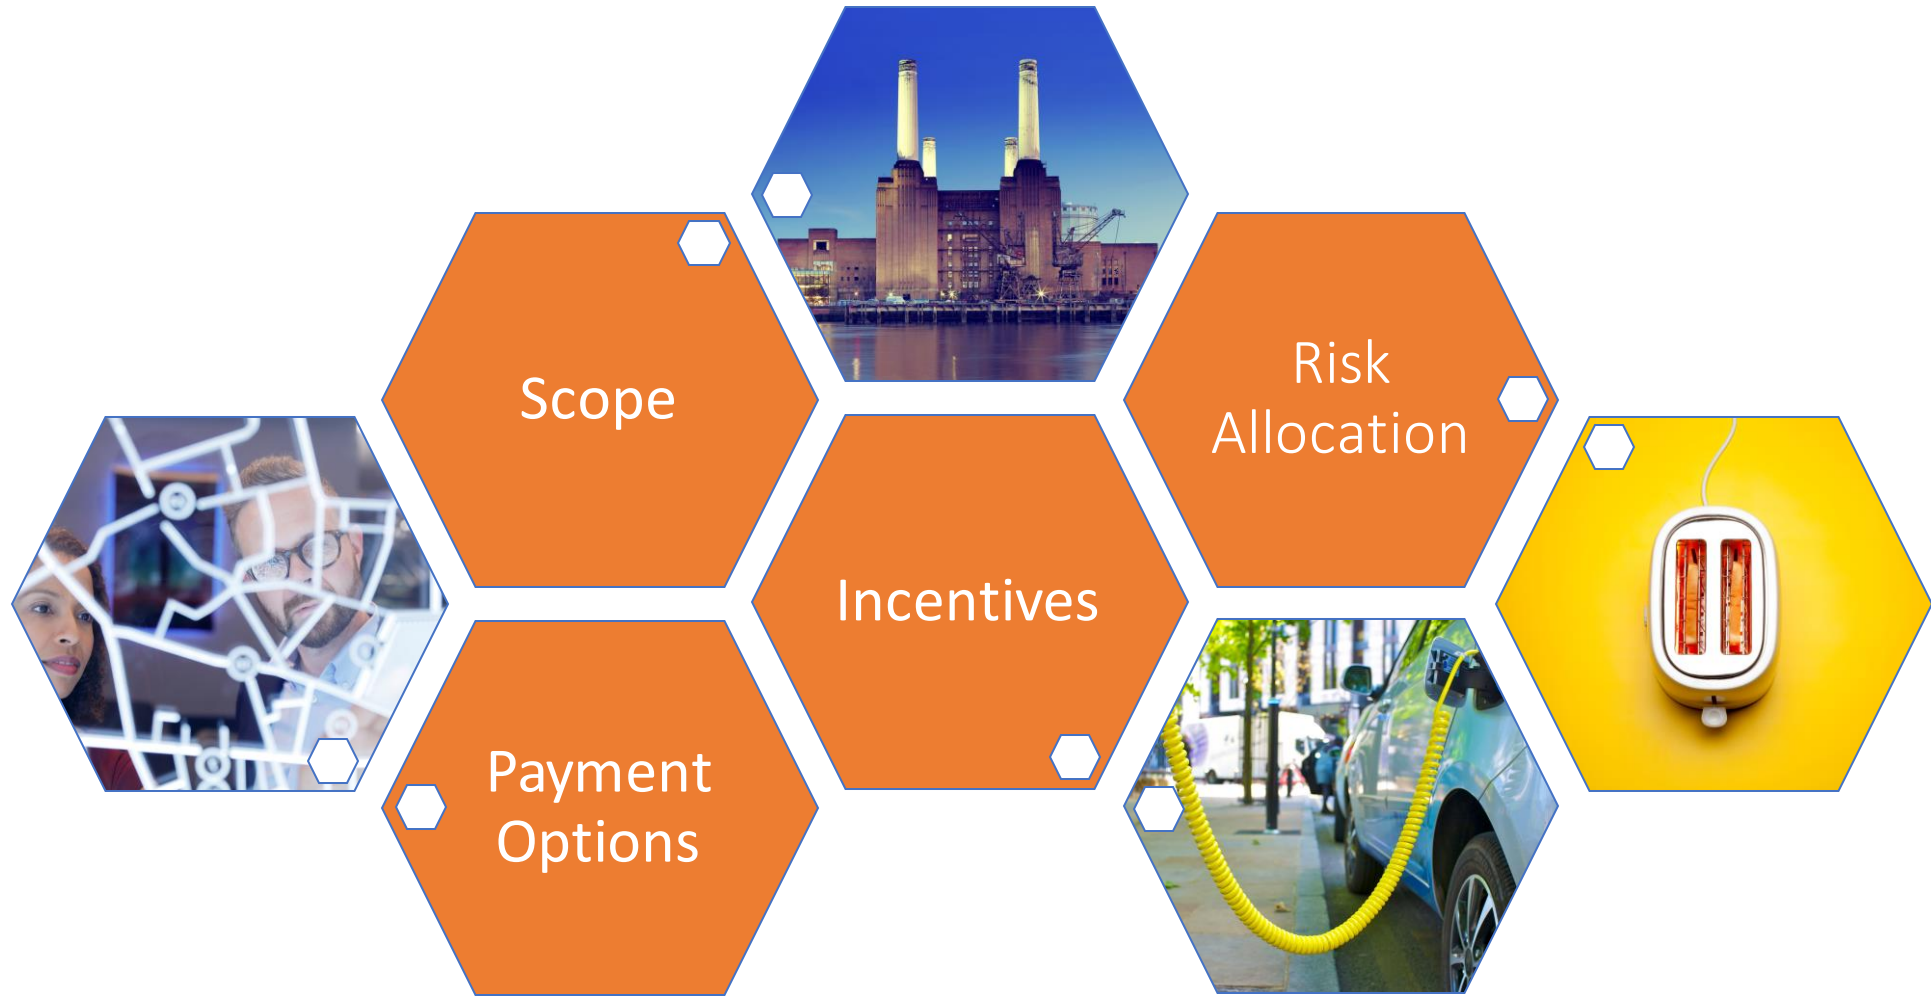 Scope
Risk
Allocation
Incentives
Payment
Options